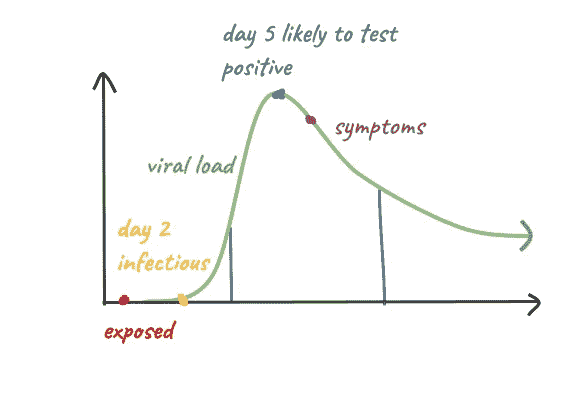 day 5 likely to test
positive
symptoms
viral load
day 2
infectious
exposed